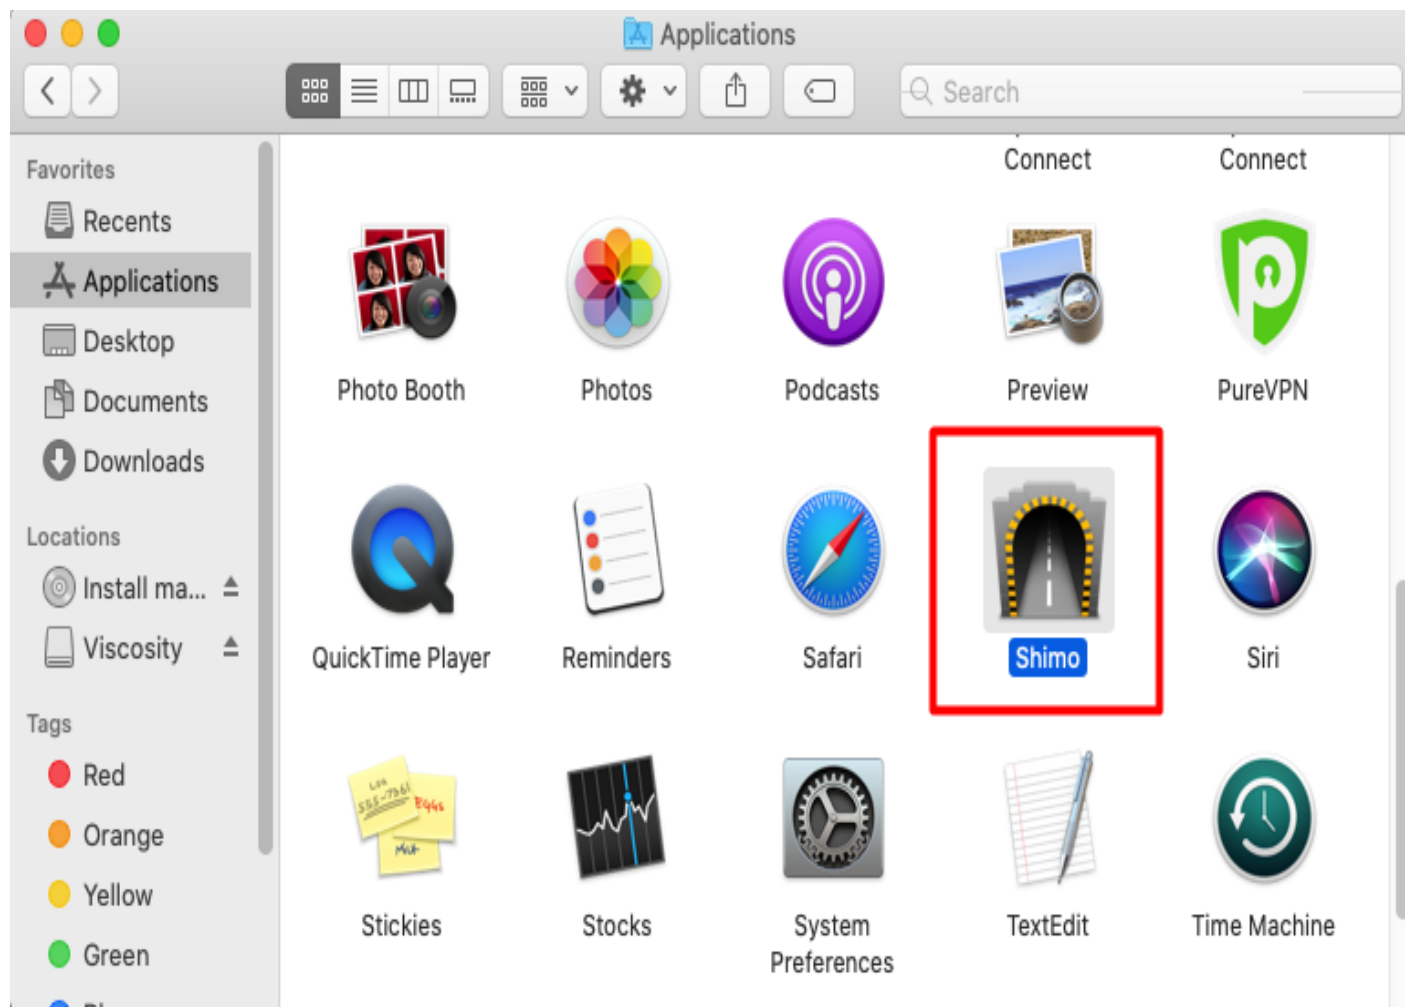 Applications
Search
Favorites
Recents
Applications
Desktop
Documents
Downloads
Locations
Install ma...
Viscosity
Tags
Red
Orange
Yellow
Green
Connect
Connect
Photo Booth
Photos
Podcasts
Preview
PureVPN
QuickTime Player
Reminders
Safari
Shimo
Siri
Stickies
Stocks
System
Preferences
TextEdit
Time Machine